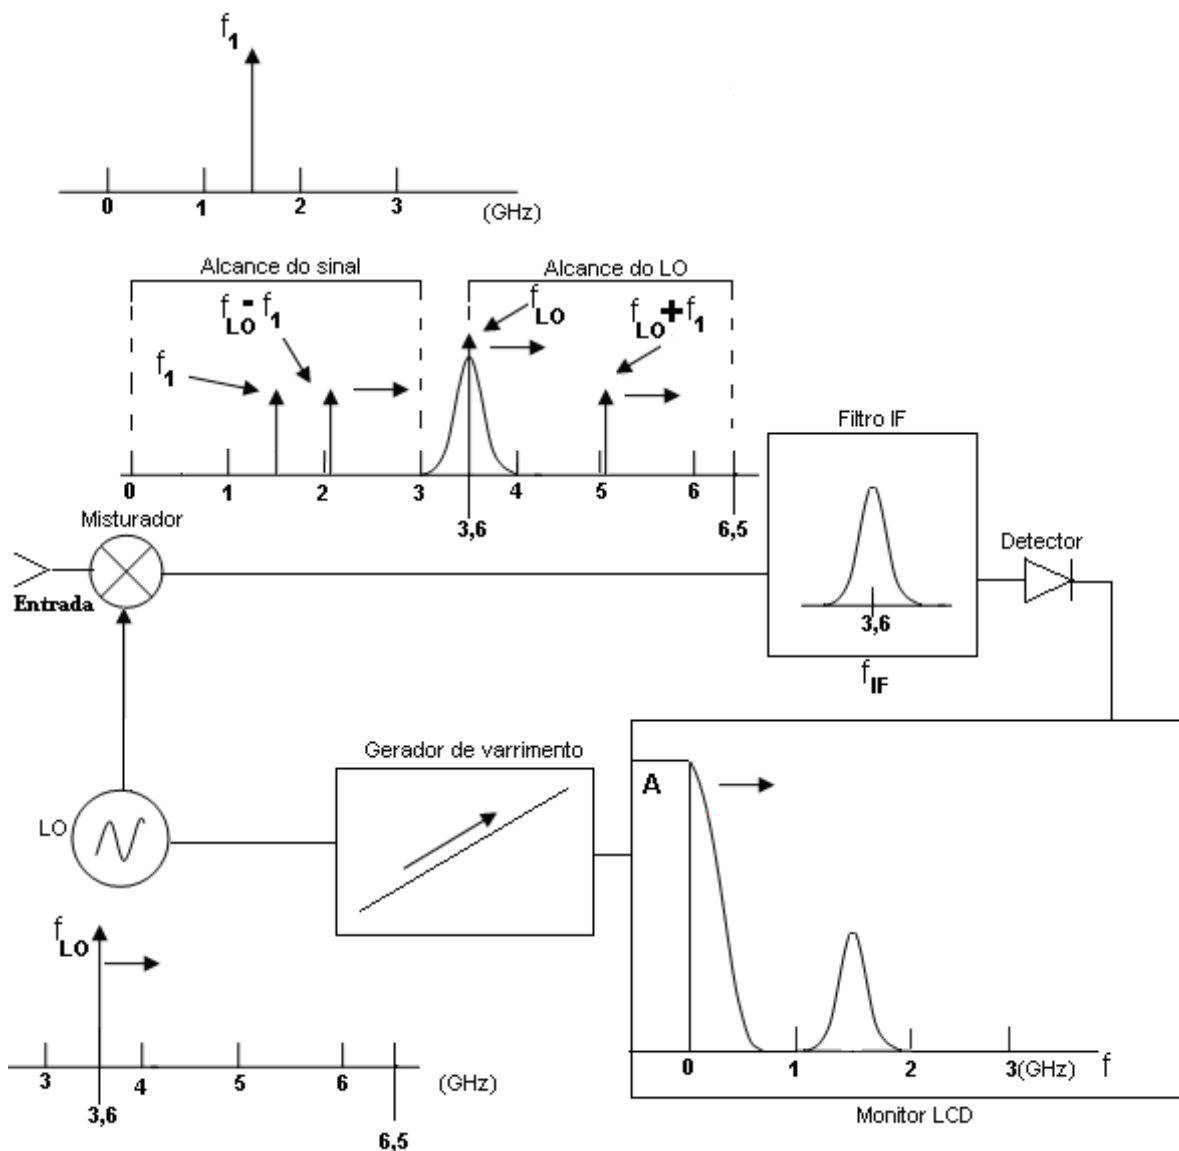 f1
0 1 2 3 (GHz)
Alcance do sinal
Alcance do LO
fLO - f1
fLO
fLO + f1
f1
0 1 2 3 4 5 6
3,6
6,5
Filtro IF
3,6
fIF
Misturador
Entrada
Detector
Gerador de varrimento
LO
A
0 1 2 3(GHz) f
Monitor LCD
fLO
3 4 5 6 (GHz)
3,6
6,5